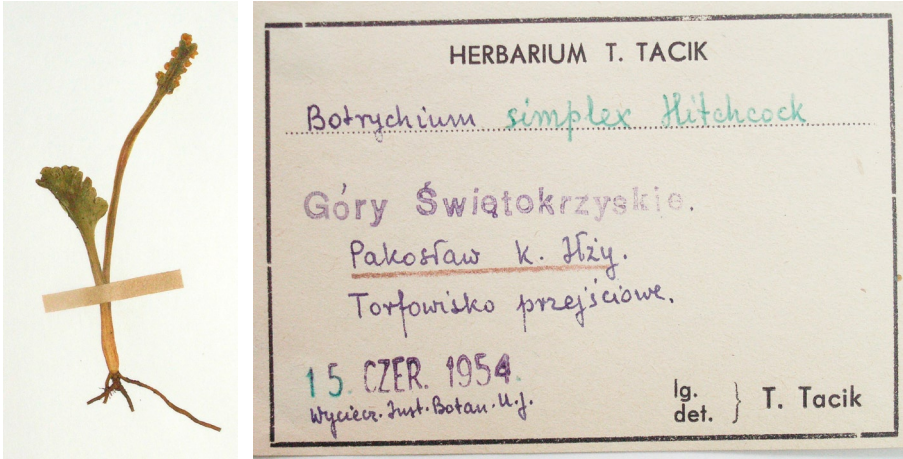 HERBARIUM T. TACIK
Botrychium simplex Hitchcock
Góry Świętokrzyskie.
Pakosław k. Iłży.
Torfowisko przejściowe.
15. CZER. 1954.
Wyciecz. Inst. Botan. U.J.
lg.
det. } T. Tacik